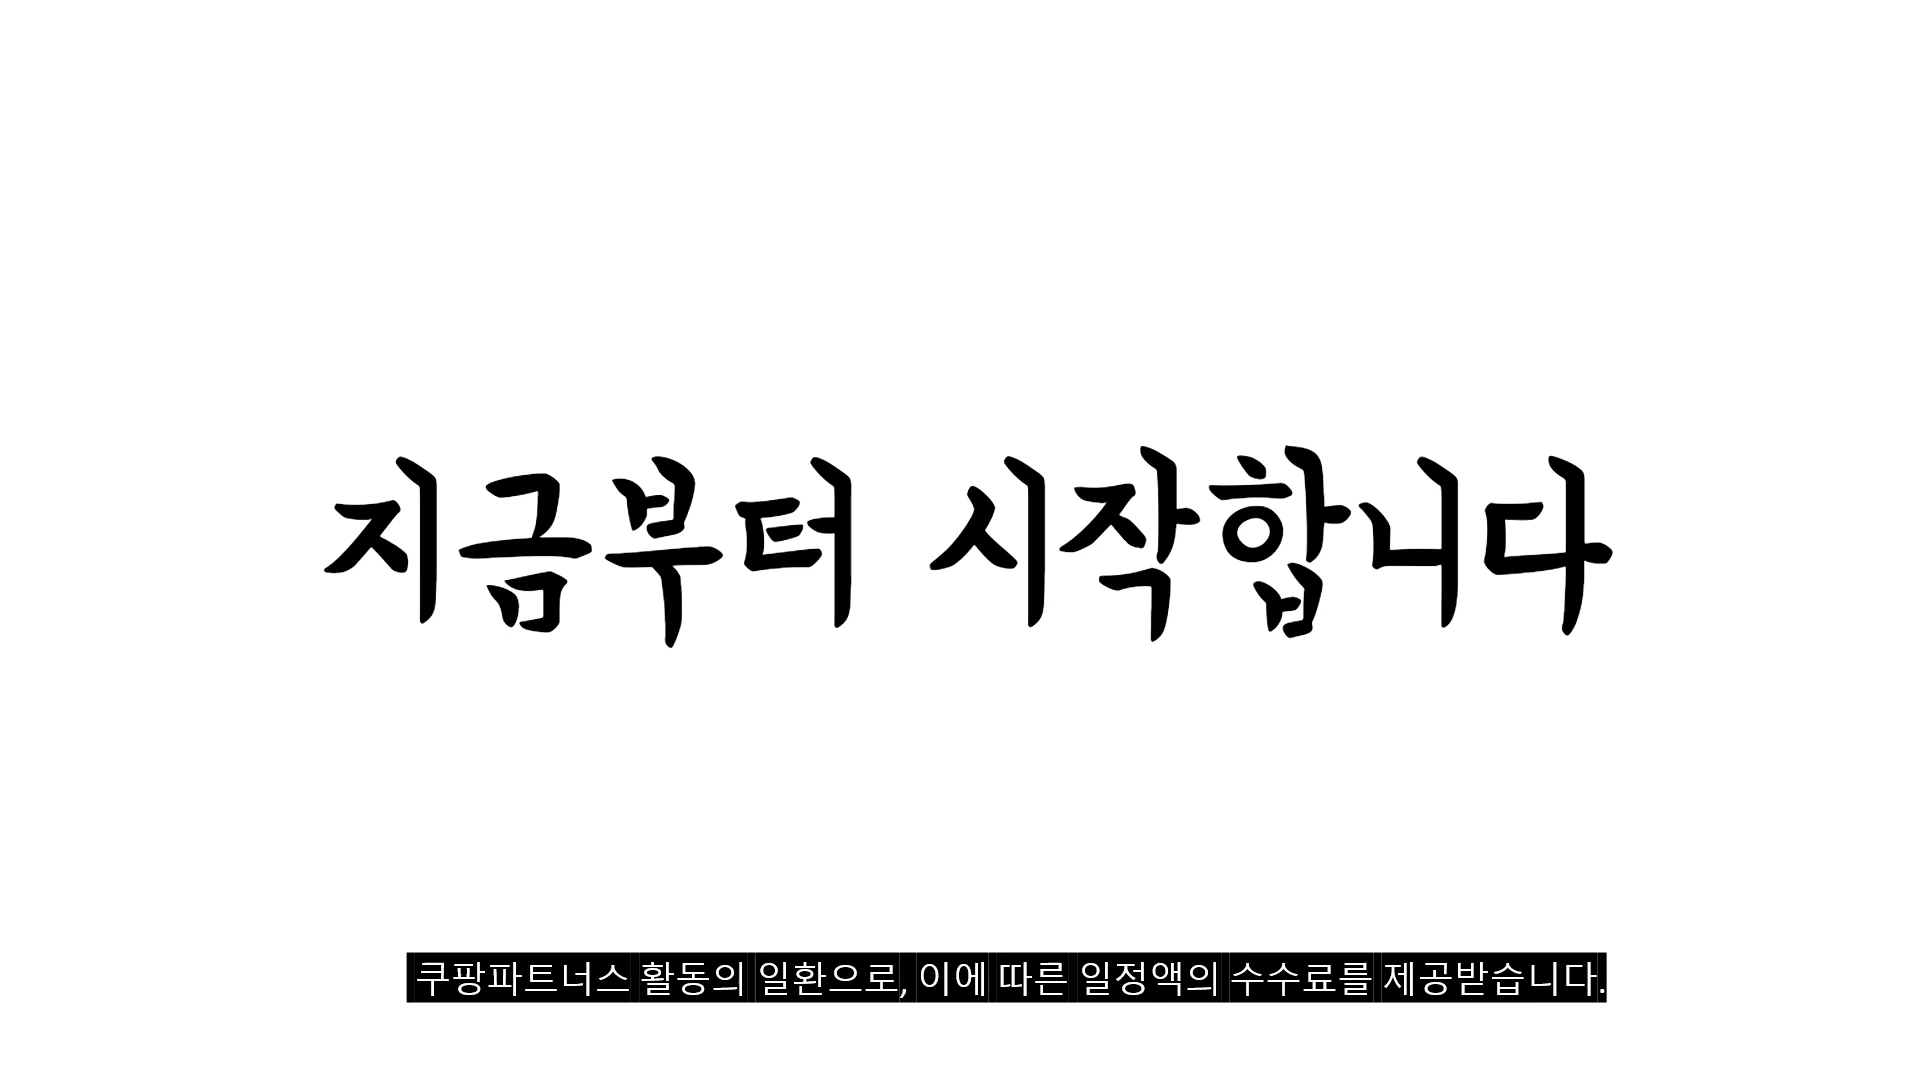 지금부터 시작합니다
쿠팡파트너스 활동의 일환으로, 이에 따른 일정액의 수수료를 제공받습니다.